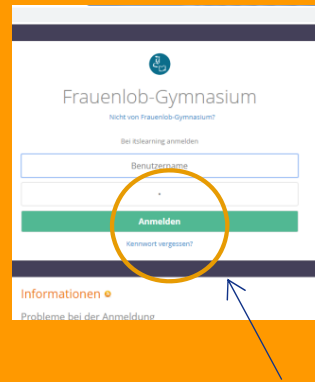 Frauenlob-Gymnasium
Nicht von Frauenlob-Gymnasium?
Bei itslearning anmelden
Benutzername
Anmelden
Kennwort vergessen?
Informationen
Probleme bei der Anmeldung